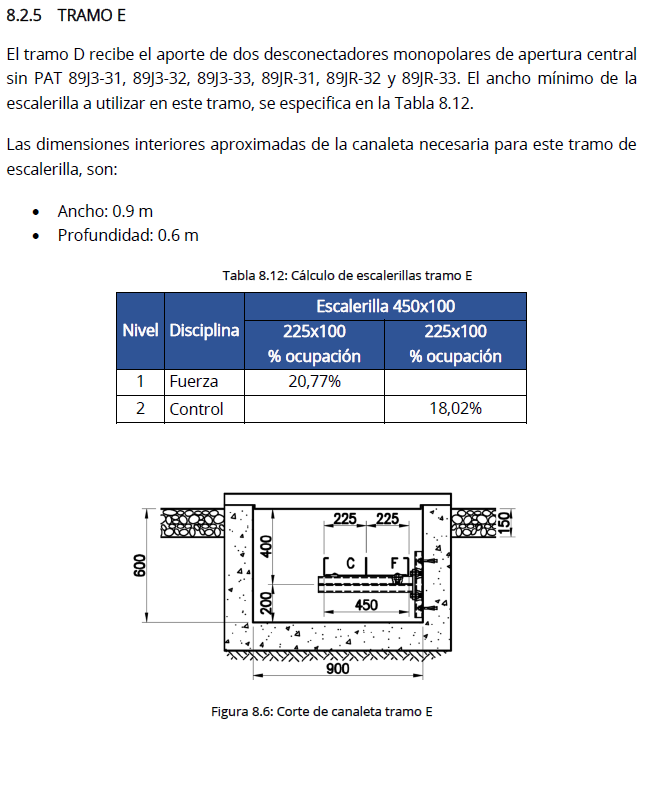 8.2.5 TRAMO E
El tramo D recibe el aporte de dos desconectadores monopolares de apertura central
sin PAT 89J3-31, 89J3-32, 89J3-33, 89JR-31, 89JR-32 y 89JR-33. El ancho mínimo de la
escalerilla a utilizar en este tramo, se especifica en la Tabla 8.12.
Las dimensiones interiores aproximadas de la canaleta necesaria para este tramo de
escalerilla, son:
• Ancho: 0.9 m
• Profundidad: 0.6 m
Tabla 8.12: Cálculo de escalerillas tramo E
Escalerilla 450x100
Nivel Disciplina 225x100 225x100
% ocupación % ocupación
1 Fuerza 20,77%
2 Control 18,02%
225 225
150
400
600
C F
200
450
900
Figura 8.6: Corte de canaleta tramo E